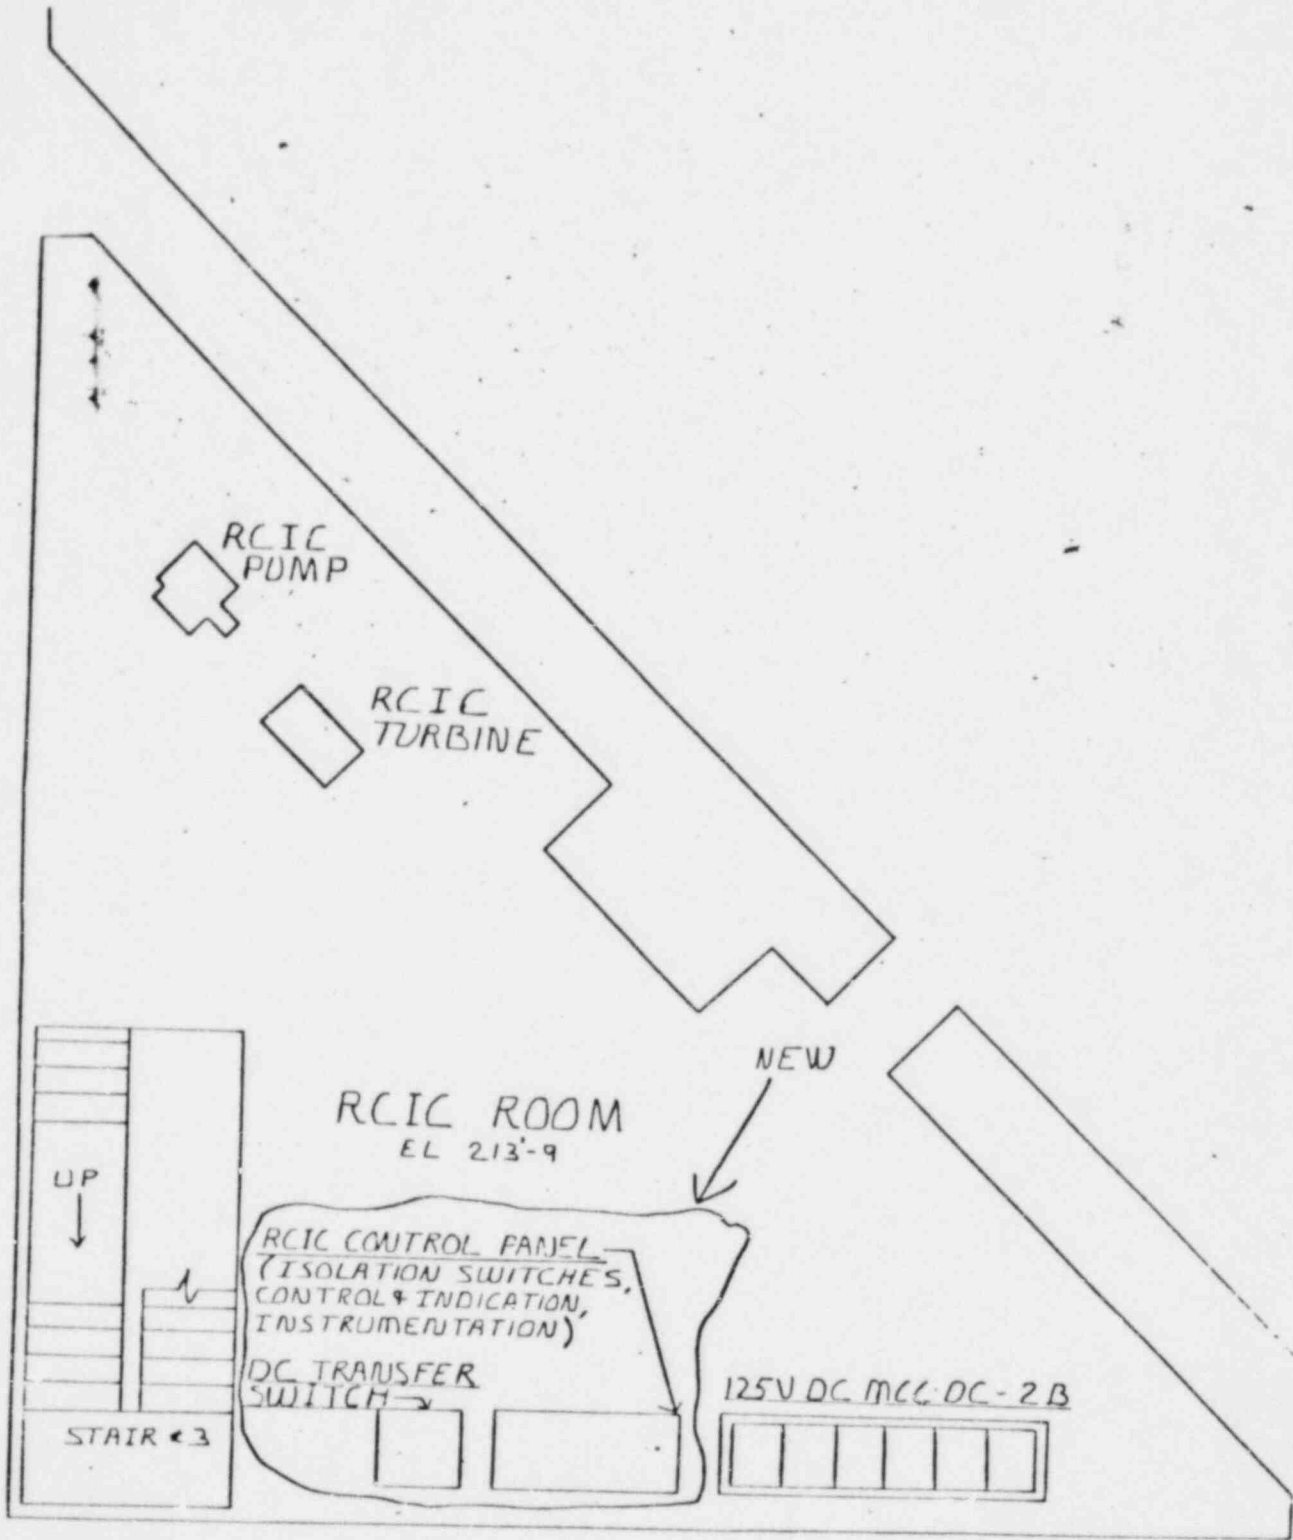 RCIC
PUMP
RCIC
TURBINE
NEW
RCIC ROOM
EL 213'-9
UP
RCIC CONTROL PANEL
(ISOLATION SWITCHES,
CONTROL & INDICATION,
INSTRUMENTATION)
DC TRANSFER
SWITCH
125V DC MCC DC-2B
STAIR 3